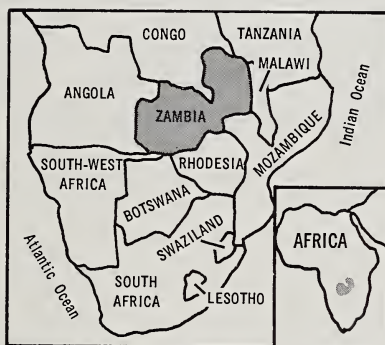 CONGO
TANZANIA
MALAWI
ANGOLA
ZAMBIA
MOZAMBIQUE
Indian Ocean
SOUTH-WEST
AFRICA
RHODESIA
BOTSWANA
SWAZILAND
Atlantic Ocean
SOUTH
AFRICA
LESOTHO
AFRICA